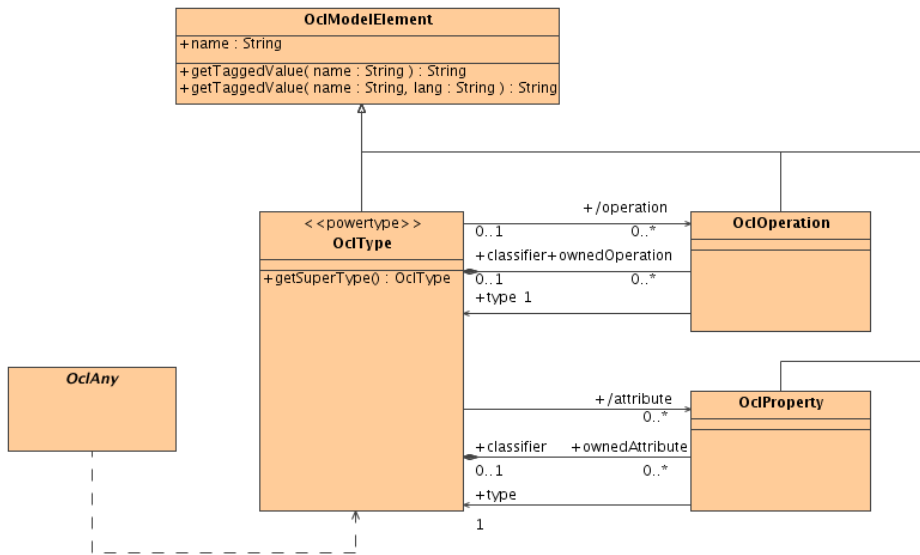 OclModelElement
+name : String
+getTaggedValue( name : String ) : String
+getTaggedValue( name : String, lang : String ) : String
<<powertype>>
OclType
+getSuperType() : OclType
+/operation
0..1
0..*
+classifier+ownedOperation
0..1
0..*
+type 1
OclOperation
OclAny
+/attribute
0..*
+classifier
+ownedAttribute
0..1
0..*
+type
1
OclProperty